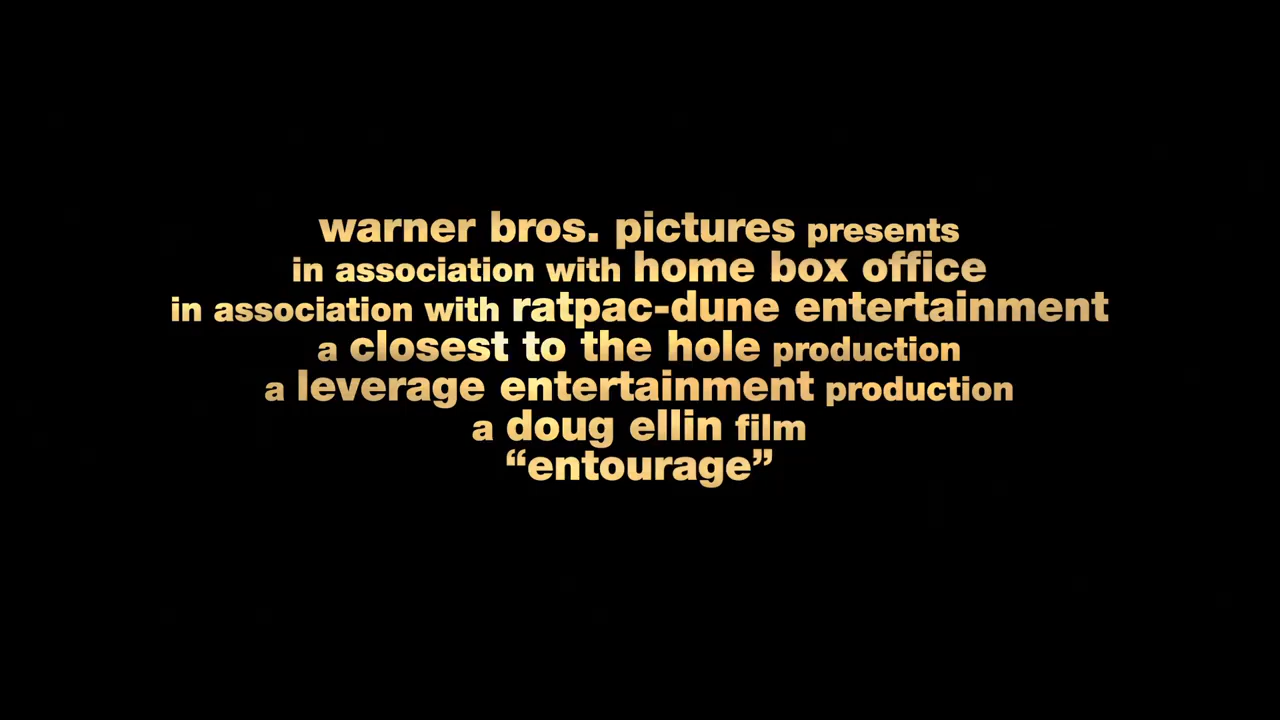 warner bros. pictures presents
in association with home box office
in association with ratpac-dune entertainment
a closest to the hole production
a leverage entertainment production
a doug ellin film
“entourage”